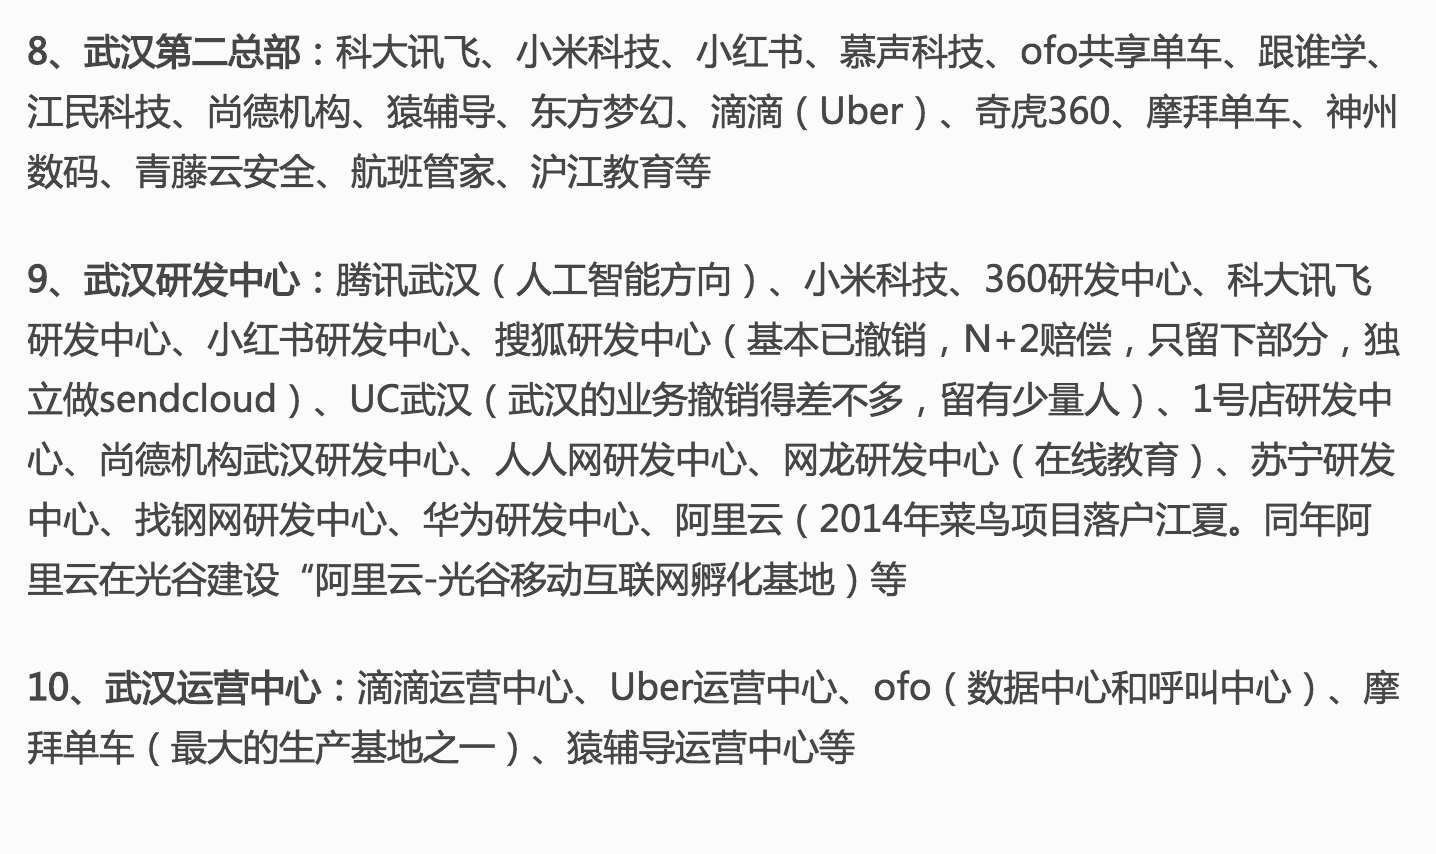 8、武汉第二总部：科大讯飞、小米科技、小红书、慕声科技、ofo共享单车、跟谁学、
江民科技、尚德机构、猿辅导、东方梦幻、滴滴（Uber）、奇虎360、摩拜单车、神州
数码、青藤云安全、航班管家、沪江教育等
9、武汉研发中心：腾讯武汉（人工智能方向）、小米科技、360研发中心、科大讯飞
研发中心、小红书研发中心、搜狐研发中心（基本已撤销，N+2赔偿，只留下部分，独
立做sendcloud）、UC武汉（武汉的业务撤销得差不多，留有少量人）、1号店研发中
心、尚德机构武汉研发中心、人人网研发中心、网龙研发中心（在线教育）、苏宁研发
中心、找钢网研发中心、华为研发中心、阿里云（2014年菜鸟项目落户江夏。同年阿
里云在光谷建设“阿里云-光谷移动互联网孵化基地）等
10、武汉运营中心：滴滴运营中心、Uber运营中心、ofo（数据中心和呼叫中心）、摩
拜单车（最大的生产基地之一）、猿辅导运营中心等